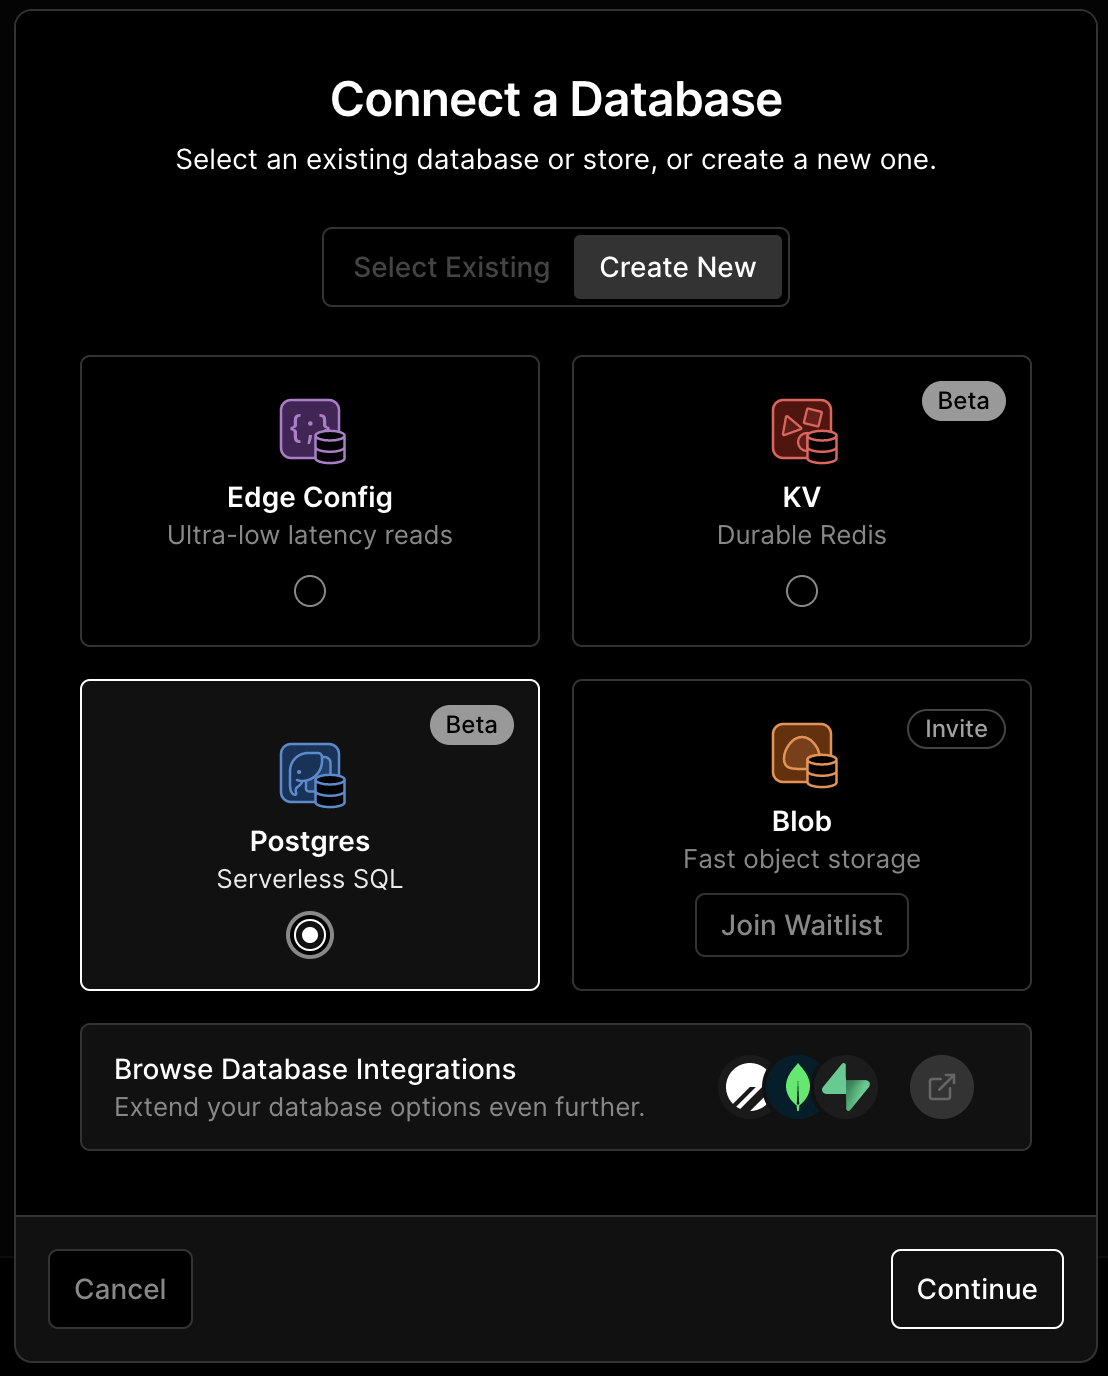 Connect a Database
Select an existing database or store, or create a new one.
Select Existing
Create New
Edge Config
Ultra-low latency reads
Beta
KV
Durable Redis
Beta
Postgres
Serverless SQL
Invite
Blob
Fast object storage
Join Waitlist
Browse Database Integrations
Extend your database options even further.
Cancel
Continue